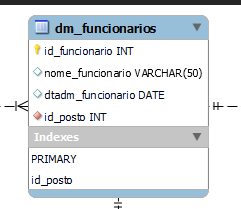 dm_funcionarios
id_funcionario INT
nome_funcionario VARCHAR(50)
dtadm_funcionario DATE
id_posto INT
Indexes
PRIMARY
id_posto